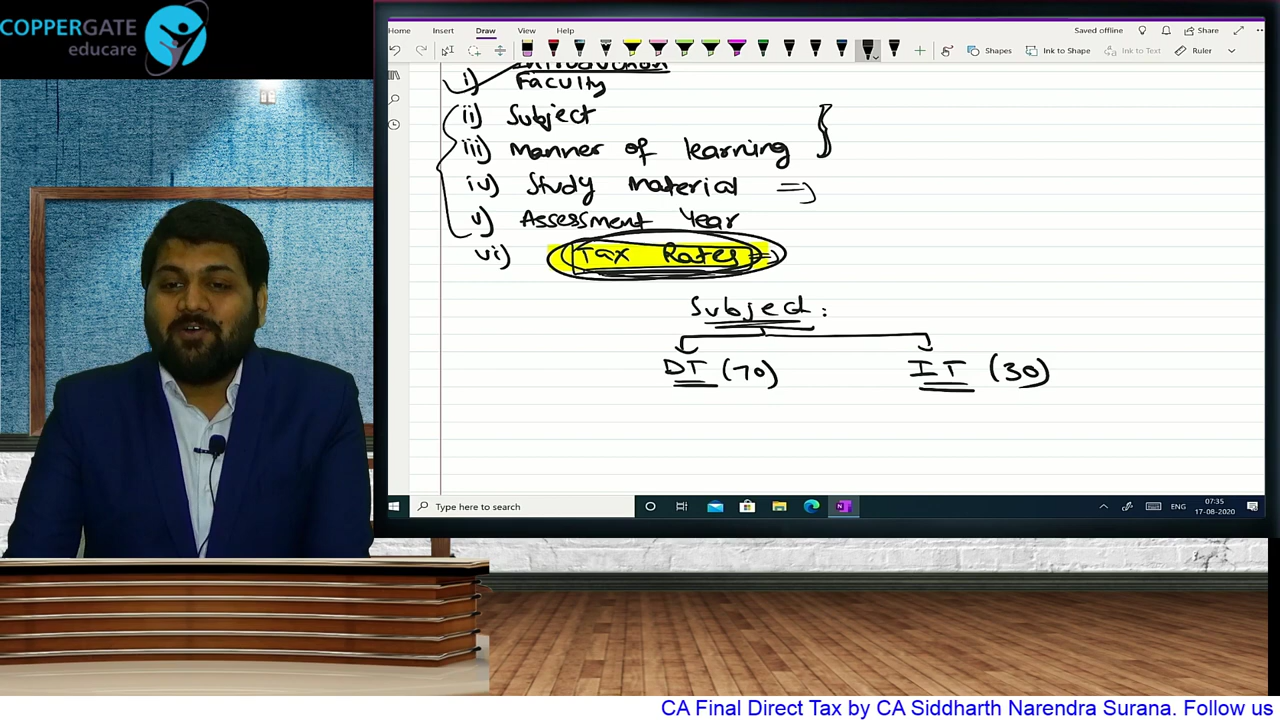 COPPERGATE
educare
Home Insert Draw View Help
Saved offline Share
Shapes Ink to Shape Ink to Text Ruler
Introduction
i) Faculty
ii) Subject
iii) Manner of learning
iv) Study Material =>
v) Assessment Year
vi) Tax Rates =>
Subject:
DT (70) IT (30)
Type here to search
ENG
07:35
17-08-2020
CA Final Direct Tax by CA Siddharth Narendra Surana. Follow us